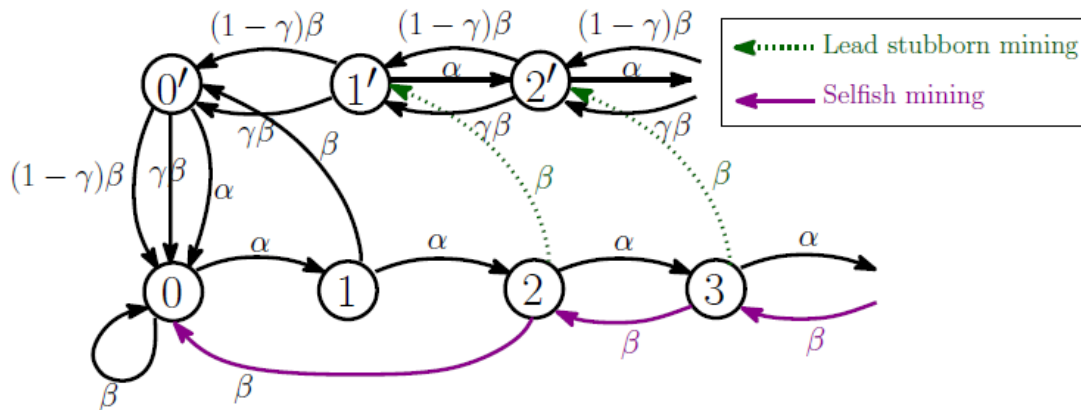 (1−γ)β (1−γ)β (1−γ)β
Lead stubborn mining
0′ 1′ α 2′ α
Selfish mining
γβ β γβ γβ
(1−γ)β γβ α β β
α α α α
0 1 2 3
β β β
β